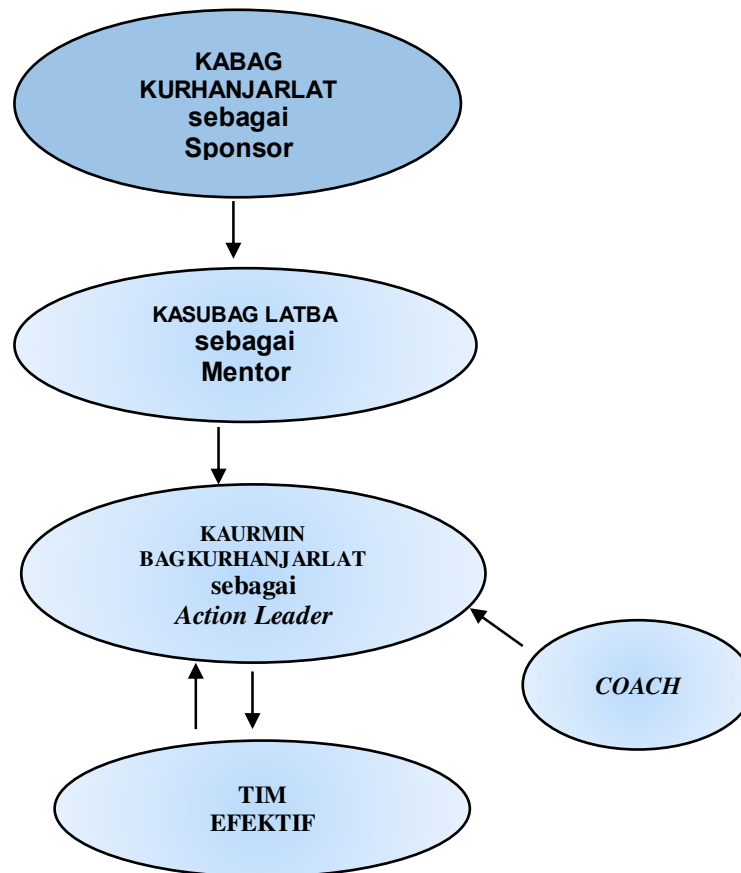 KABAG
KURHANJARLAT
sebagai
Sponsor
KASUBAG LATBA
sebagai
Mentor
KAURMIN
BAGKURHANJARLAT
sebagai
Action Leader
COACH
TIM
EFEKTIF